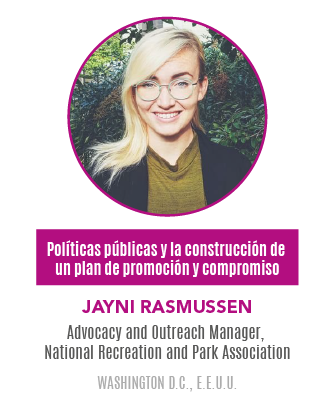 Políticas públicas y la construcción de
un plan de promoción y compromiso
JAYNI RASMUSSEN
Advocacy and Outreach Manager,
National Recreation and Park Association
WASHINGTON D.C., E.E.U.U.